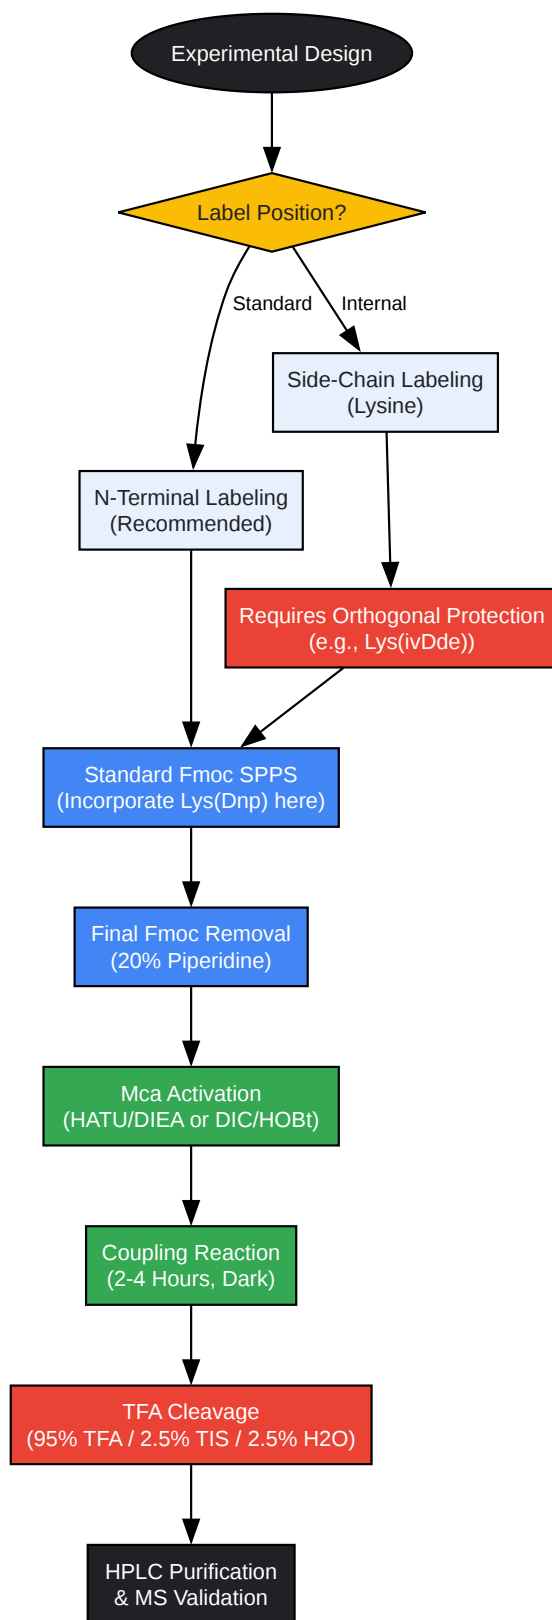 Experimental Design
Label Position?
Standard
Internal
Side-Chain Labeling
(Lysine)
N-Terminal Labeling
(Recommended)
Requires Orthogonal Protection
(e.g., Lys(ivDde))
Standard Fmoc SPPS
(Incorporate Lys(Dnp) here)
Final Fmoc Removal
(20% Piperidine)
Mca Activation
(HATU/DIEA or DIC/HOBt)
Coupling Reaction
(2-4 Hours, Dark)
TFA Cleavage
(95% TFA / 2.5% TIS / 2.5% H2O)
HPLC Purification
& MS Validation